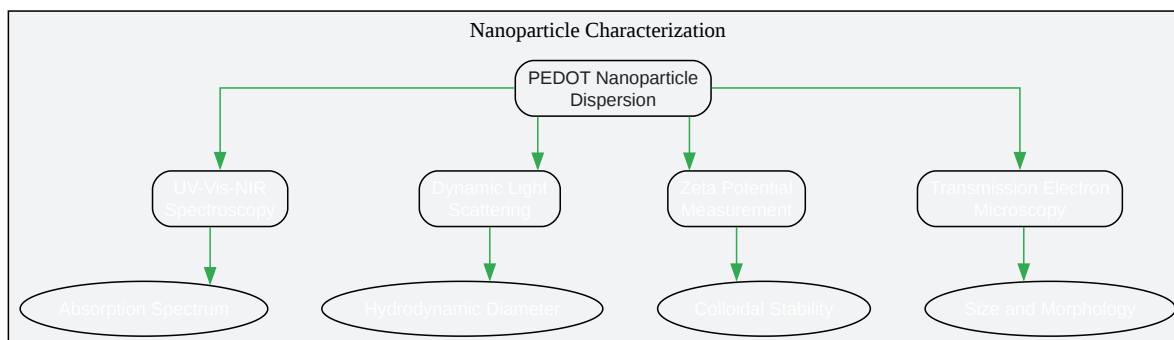 Nanoparticle Characterization
PEDOT Nanoparticle
Dispersion
UV-Vis-NIR
Spectroscopy
Dynamic Light
Scattering
Zeta Potential
Measurement
Transmission Electron
Microscopy
Absorption Spectrum
Hydrodynamic Diameter
Colloidal Stability
Size and Morphology